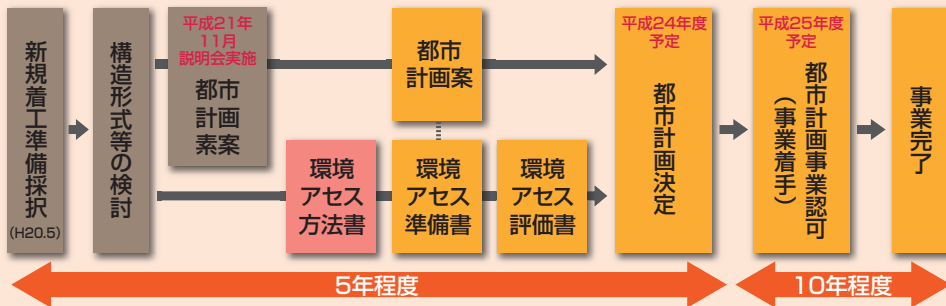 新規着工準備採択
(H20.5)
構造形式等の検討
平成21年
11月
説明会実施
都市
計画
素案
都市
計画案
環境
アセス
方法書
環境
アセス
準備書
環境
アセス
評価書
平成24年度
予定
都市計画決定
平成25年度
予定
都市計画事業認可
(事業着手)
事業完了
5年程度
10年程度